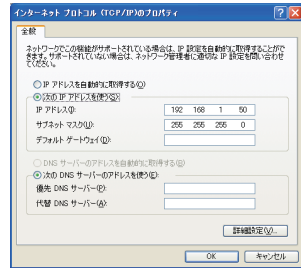 インターネット プロトコル (TCP/IP)のプロパティ
全般
ネットワークでこの機能がサポートされている場合は、IP 設定を自動的に取得することがで
きます。サポートされていない場合は、ネットワーク管理者に適切な IP 設定を問い合わせ
てください。
IP アドレスを自動的に取得する(O)
次の IP アドレスを使う(S):
IP アドレス(I): 192 168 1 50
サブネット マスク(U): 255 255 255 0
デフォルト ゲートウェイ(D):
DNS サーバーのアドレスを自動的に取得する(B)
次の DNS サーバーのアドレスを使う(E):
優先 DNS サーバー(P):
代替 DNS サーバー(A):
詳細設定(V)...
OK キャンセル